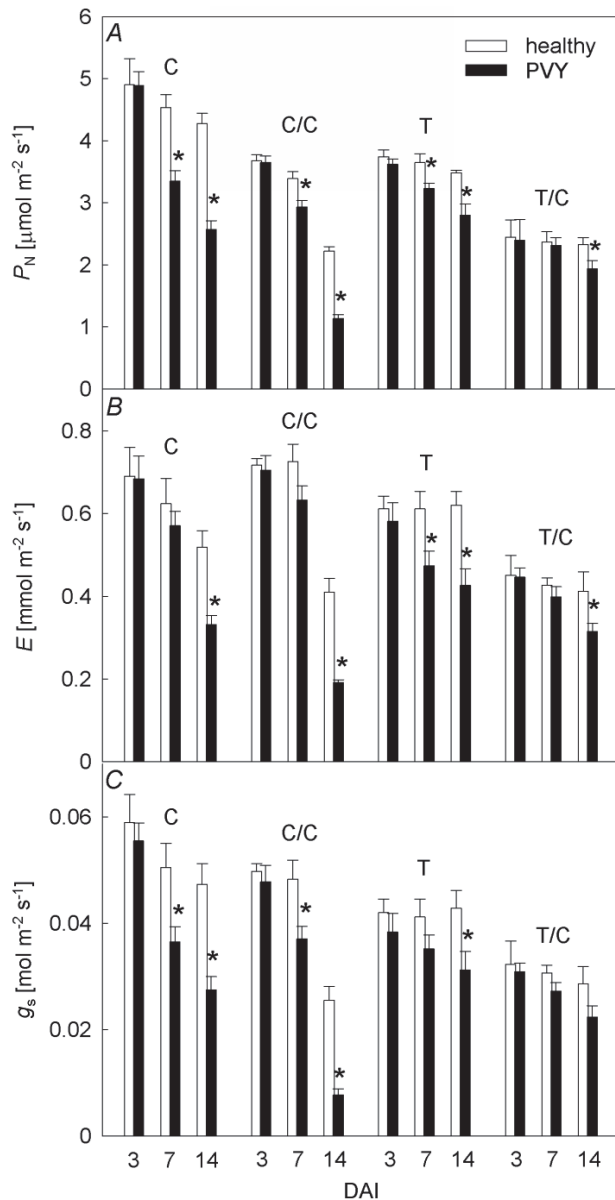 A
6
5
4
3
2
1
0
P_N [μmol m⁻² s⁻¹]
healthy
PVY
C
C/C
T
T/C
* * * * * * *
B
0.8
0.6
0.4
0.2
0
E [mmol m⁻² s⁻¹]
C
C/C
T
T/C
* * * * *
C
0.06
0.04
0.02
0
g_s [mol m⁻² s⁻¹]
C
C/C
T
T/C
* * * * *
3 7 14 3 7 14 3 7 14 3 7 14
DAI